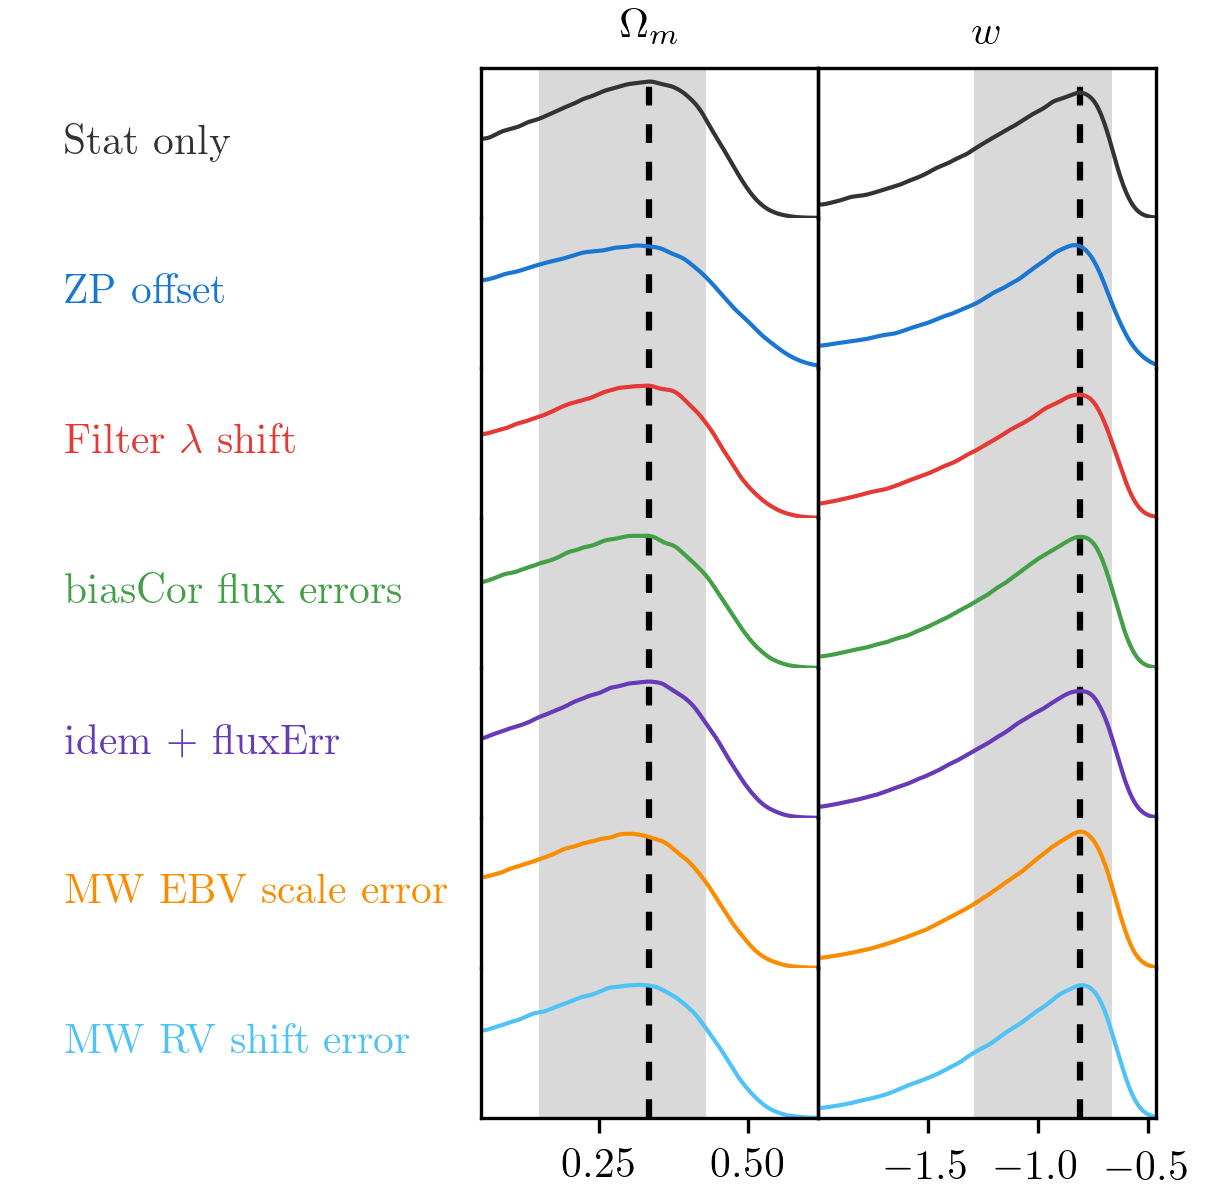 Ωm w
Stat only
ZP offset
Filter λ shift
biasCor flux errors
idem + fluxErr
MW EBV scale error
MW RV shift error
0.25 0.50 −1.5 −1.0 −0.5